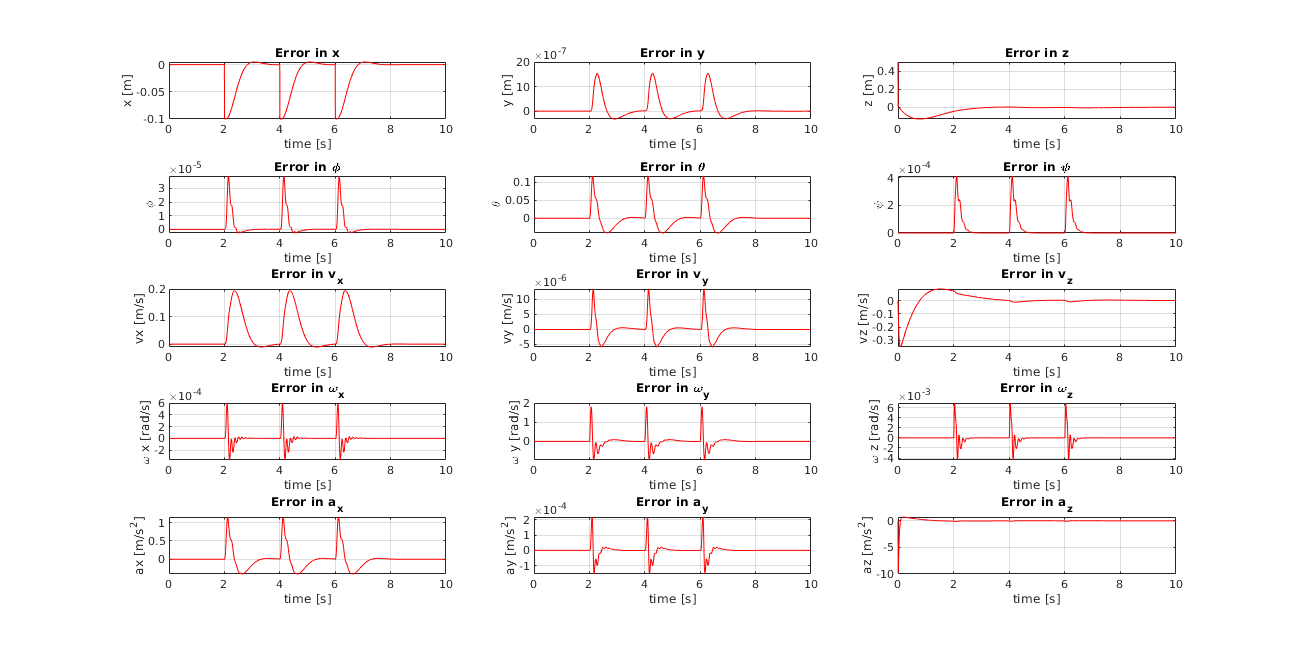 Error in x
x [m]
0
-0.05
-0.1
0 2 4 6 8 10
time [s]
Error in y
×10⁻⁷
y [m]
20
10
0
0 2 4 6 8 10
time [s]
Error in z
z [m]
0.4
0.2
0
0 2 4 6 8 10
time [s]
Error in ϕ
×10⁻⁵
ϕ
3
2
1
0
0 2 4 6 8 10
time [s]
Error in θ
θ
0.1
0.05
0
0 2 4 6 8 10
time [s]
Error in ψ
×10⁻⁴
ψ
4
2
0
0 2 4 6 8 10
time [s]
Error in vₓ
vx [m/s]
0.2
0.1
0
0 2 4 6 8 10
time [s]
Error in v_y
×10⁻⁶
vy [m/s]
10
5
0
-5
0 2 4 6 8 10
time [s]
Error in v_z
vz [m/s]
0
-0.1
-0.2
-0.3
0 2 4 6 8 10
time [s]
Error in ωₓ
×10⁻⁴
ω x [rad/s]
6
4
2
0
-2
0 2 4 6 8 10
time [s]
Error in ω_y
ω y [rad/s]
2
1
0
0 2 4 6 8 10
time [s]
Error in ω_z
×10⁻³
ω z [rad/s]
6
4
2
0
-2
-4
0 2 4 6 8 10
time [s]
Error in aₓ
ax [m/s²]
1
0.5
0
0 2 4 6 8 10
time [s]
Error in a_y
×10⁻⁴
ay [m/s²]
2
1
0
-1
0 2 4 6 8 10
time [s]
Error in a_z
az [m/s²]
0
-5
-10
0 2 4 6 8 10
time [s]